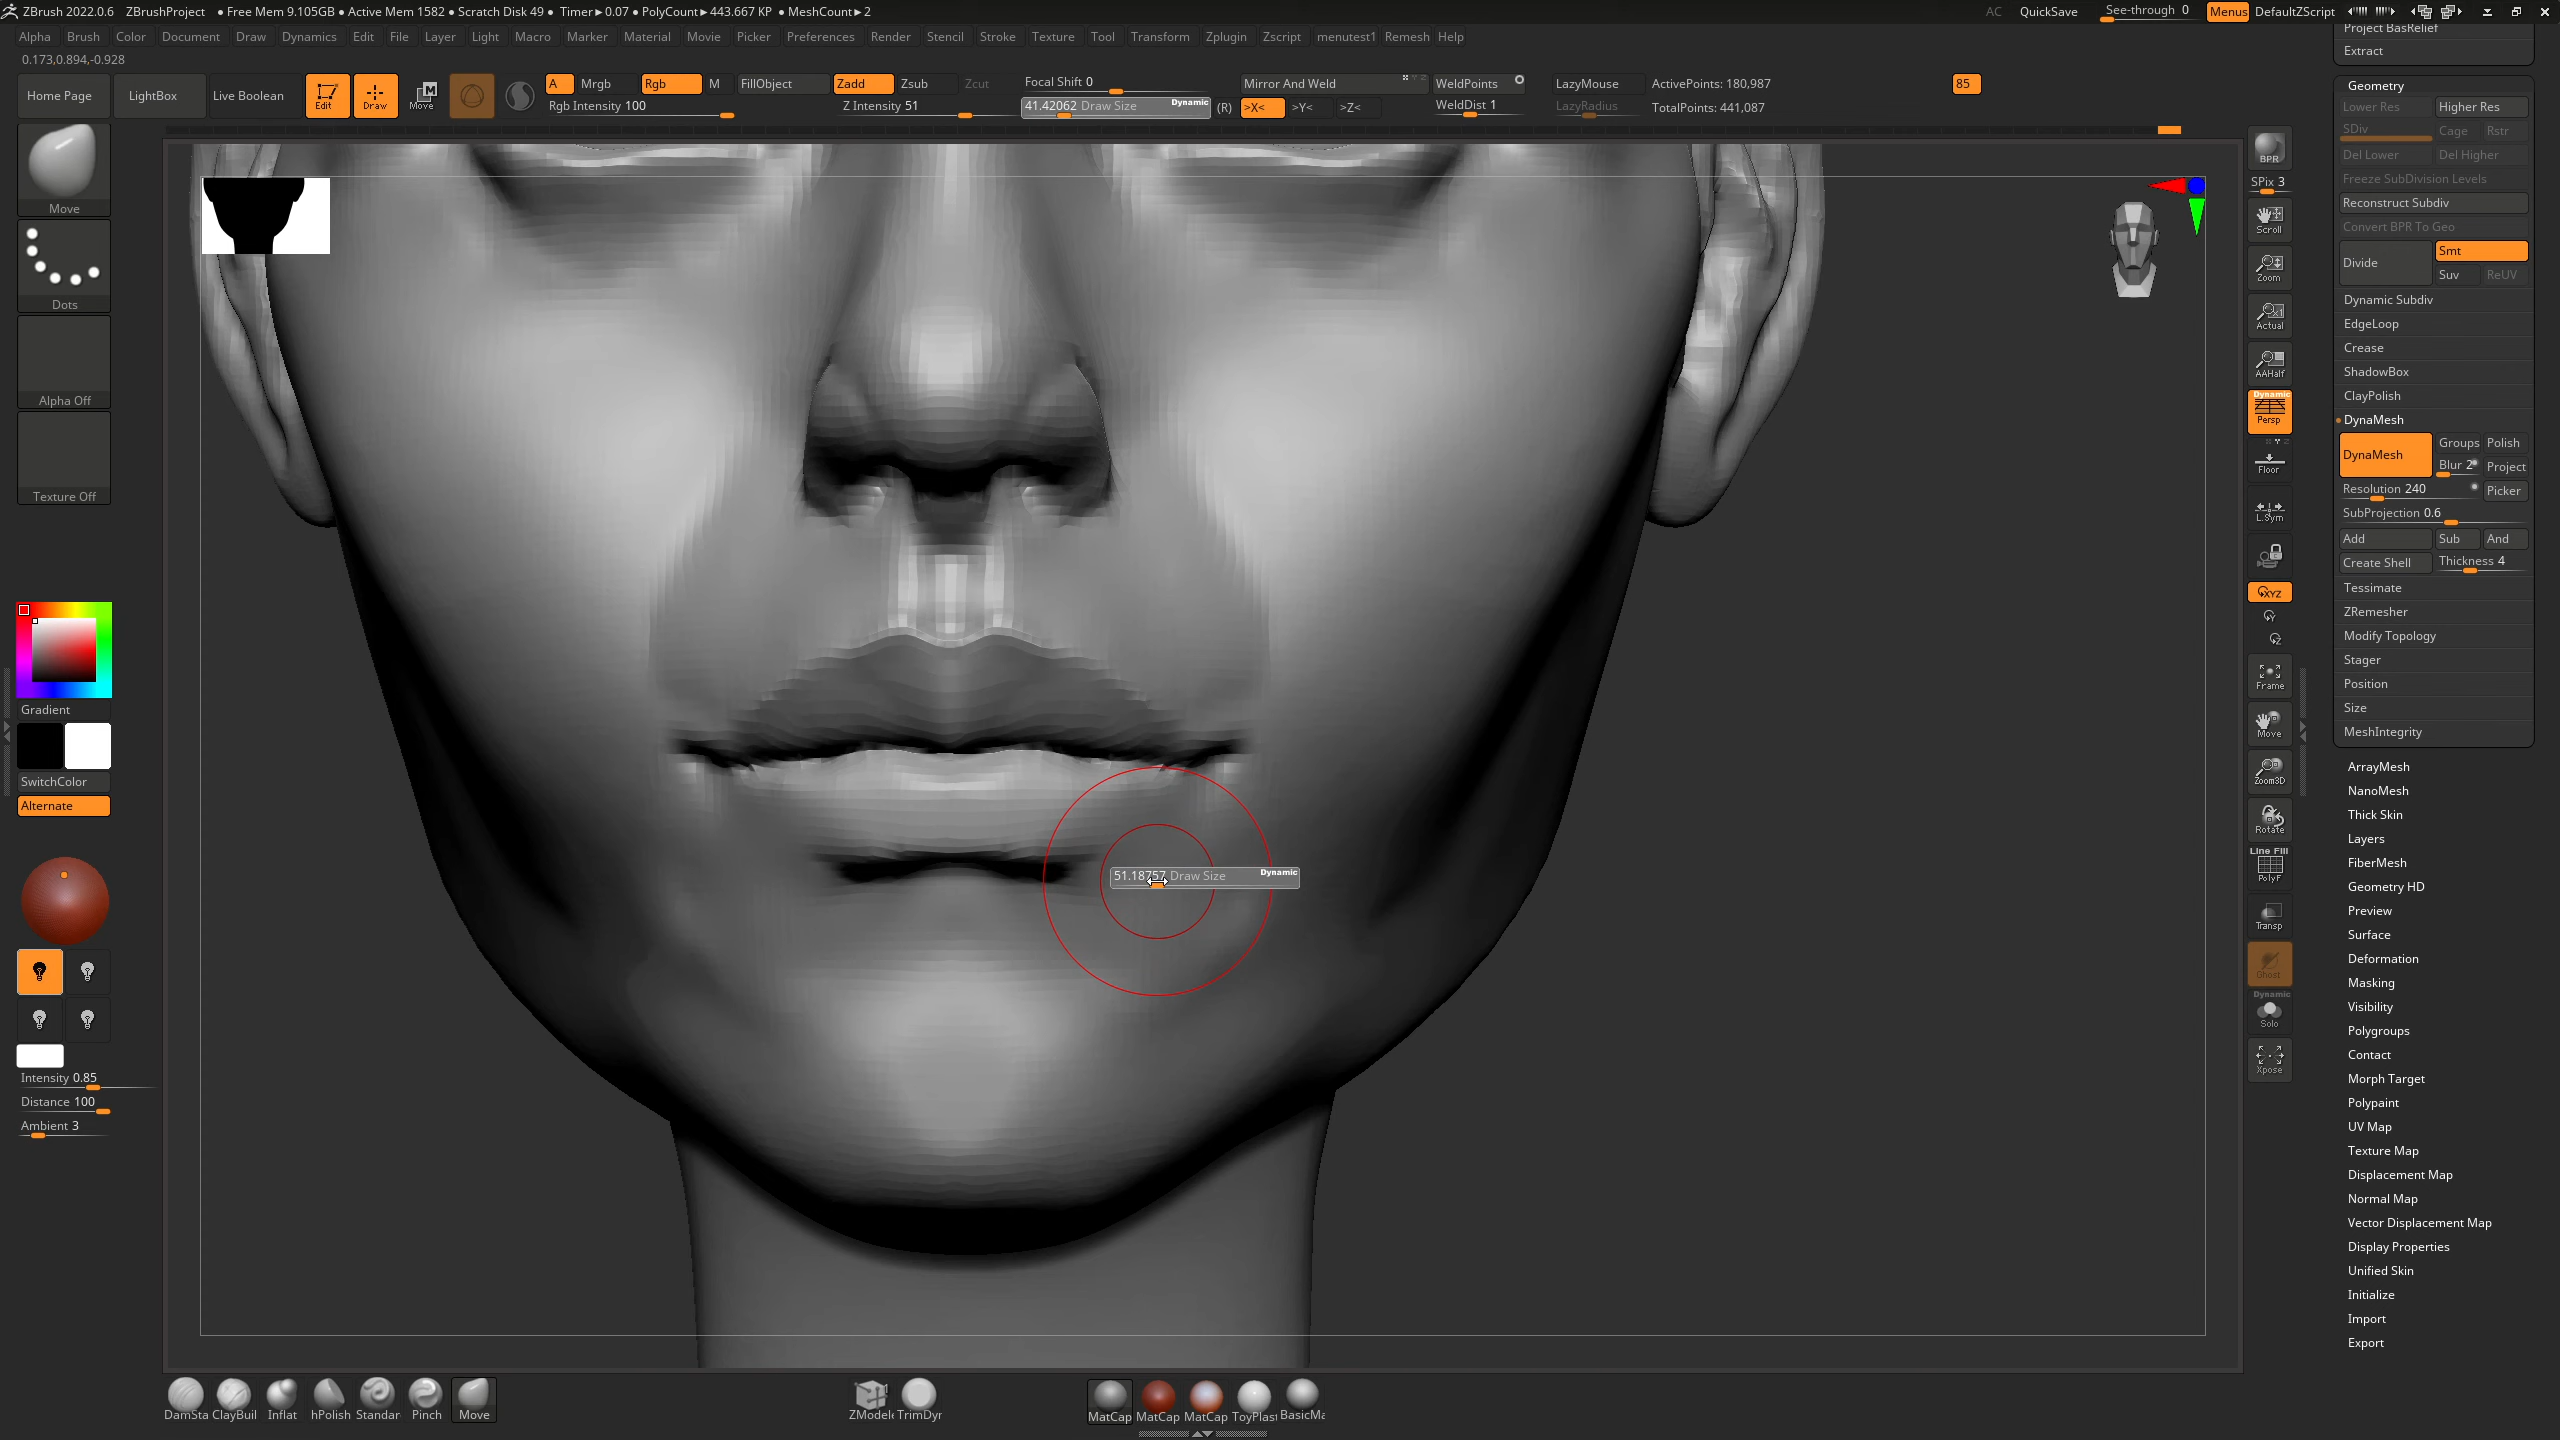 ZBrush 2022.0.6 ZBrushProject • Free Mem 9.105GB • Active Mem 1582 • Scratch Disk 49 • Timer▸0.07 • PolyCount▸443.667 KP • MeshCount▸2 AC QuickSave See-through 0 Menus DefaultZScript
Alpha Brush Color Document Draw Dynamics Edit File Layer Light Macro Marker Material Movie Picker Preferences Render Stencil Stroke Texture Tool Transform Zplugin Zscript menutest1 Remesh Help
0.173,0.894,-0.928
Home Page LightBox Live Boolean Edit Draw Move
A Mrgb Rgb M FillObject Zadd Zsub Zcut Focal Shift 0 Mirror And Weld WeldPoints LazyMouse ActivePoints: 180,987 85
Rgb Intensity 100 Z Intensity 51 41.42062 Draw Size Dynamic (R) >X< >Y< >Z< WeldDist 1 LazyRadius TotalPoints: 441,087
Move
Dots
Alpha Off
Texture Off
Gradient
SwitchColor
Alternate
Intensity 0.85
Distance 100
Ambient 3
51.18757 Draw Size Dynamic
BPR
SPix 3
Scroll
Zoom
Actual
AAHalf
Dynamic
Persp
Floor
L.Sym
XYZ
Y
Z
Frame
Move
Zoom3D
Rotate
Line Fill
PolyF
Transp
Ghost
Dynamic
Solo
Xpose
Project BasRelief
Extract
Geometry
Lower Res Higher Res
SDiv Cage Rstr
Del Lower Del Higher
Freeze SubDivision Levels
Reconstruct Subdiv
Convert BPR To Geo
Divide Smt
Suv ReUV
Dynamic Subdiv
EdgeLoop
Crease
ShadowBox
ClayPolish
DynaMesh
DynaMesh Groups Polish
Blur 2 Project
Resolution 240 Picker
SubProjection 0.6
Add Sub And
Create Shell Thickness 4
Tessimate
ZRemesher
Modify Topology
Stager
Position
Size
MeshIntegrity
ArrayMesh
NanoMesh
Thick Skin
Layers
FiberMesh
Geometry HD
Preview
Surface
Deformation
Masking
Visibility
Polygroups
Contact
Morph Target
Polypaint
UV Map
Texture Map
Displacement Map
Normal Map
Vector Displacement Map
Display Properties
Unified Skin
Initialize
Import
Export
DamSta ClayBuil Inflat hPolish Standar Pinch Move ZModele TrimDyr MatCap MatCap MatCap ToyPlas BasicMa